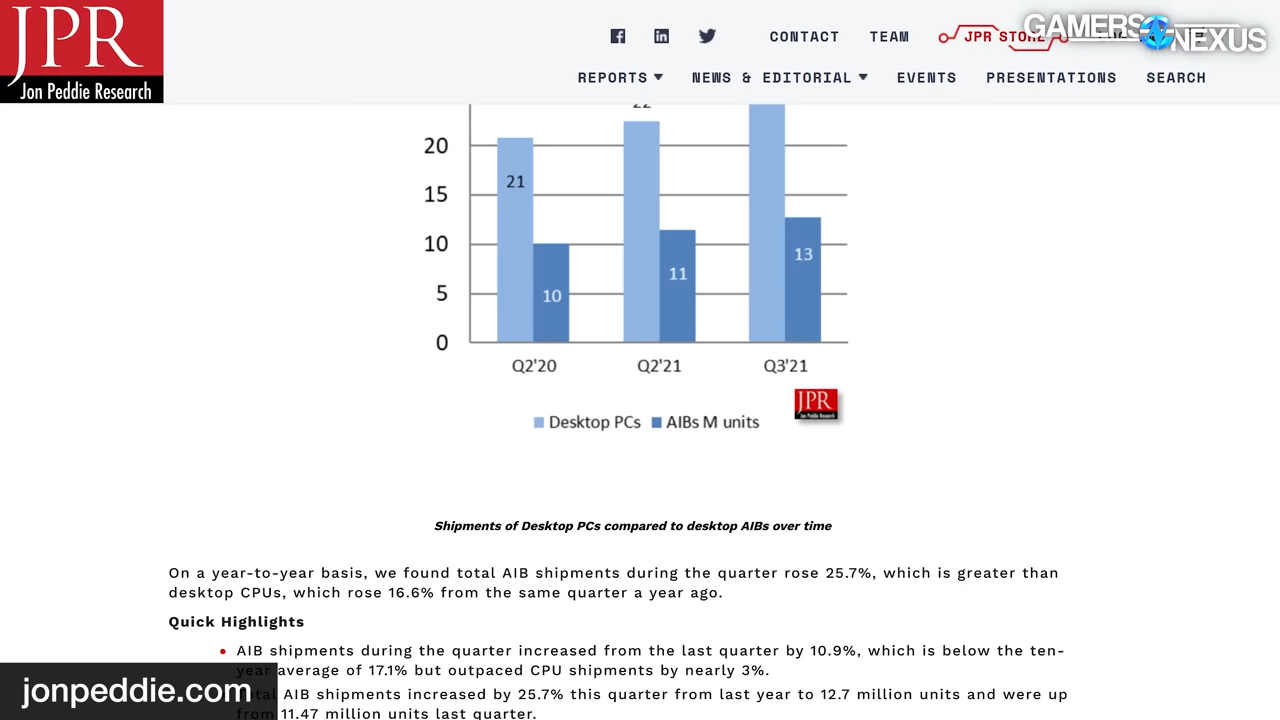 JPR
Jon Peddie Research
CONTACT TEAM JPR STORE
GAMERS NEXUS
REPORTS NEWS & EDITORIAL EVENTS PRESENTATIONS SEARCH
22
20
21
15
10
13
11
10
5
0
Q2'20 Q2'21 Q3'21
JPR
Jon Peddie Research
Desktop PCs AIBs M units
Shipments of Desktop PCs compared to desktop AIBs over time
On a year-to-year basis, we found total AIB shipments during the quarter rose 25.7%, which is greater than
desktop CPUs, which rose 16.6% from the same quarter a year ago.
Quick Highlights
AIB shipments during the quarter increased from the last quarter by 10.9%, which is below the ten-
year average of 17.1% but outpaced CPU shipments by nearly 3%.
Total AIB shipments increased by 25.7% this quarter from last year to 12.7 million units and were up
from 11.47 million units last quarter.
jonpeddie.com